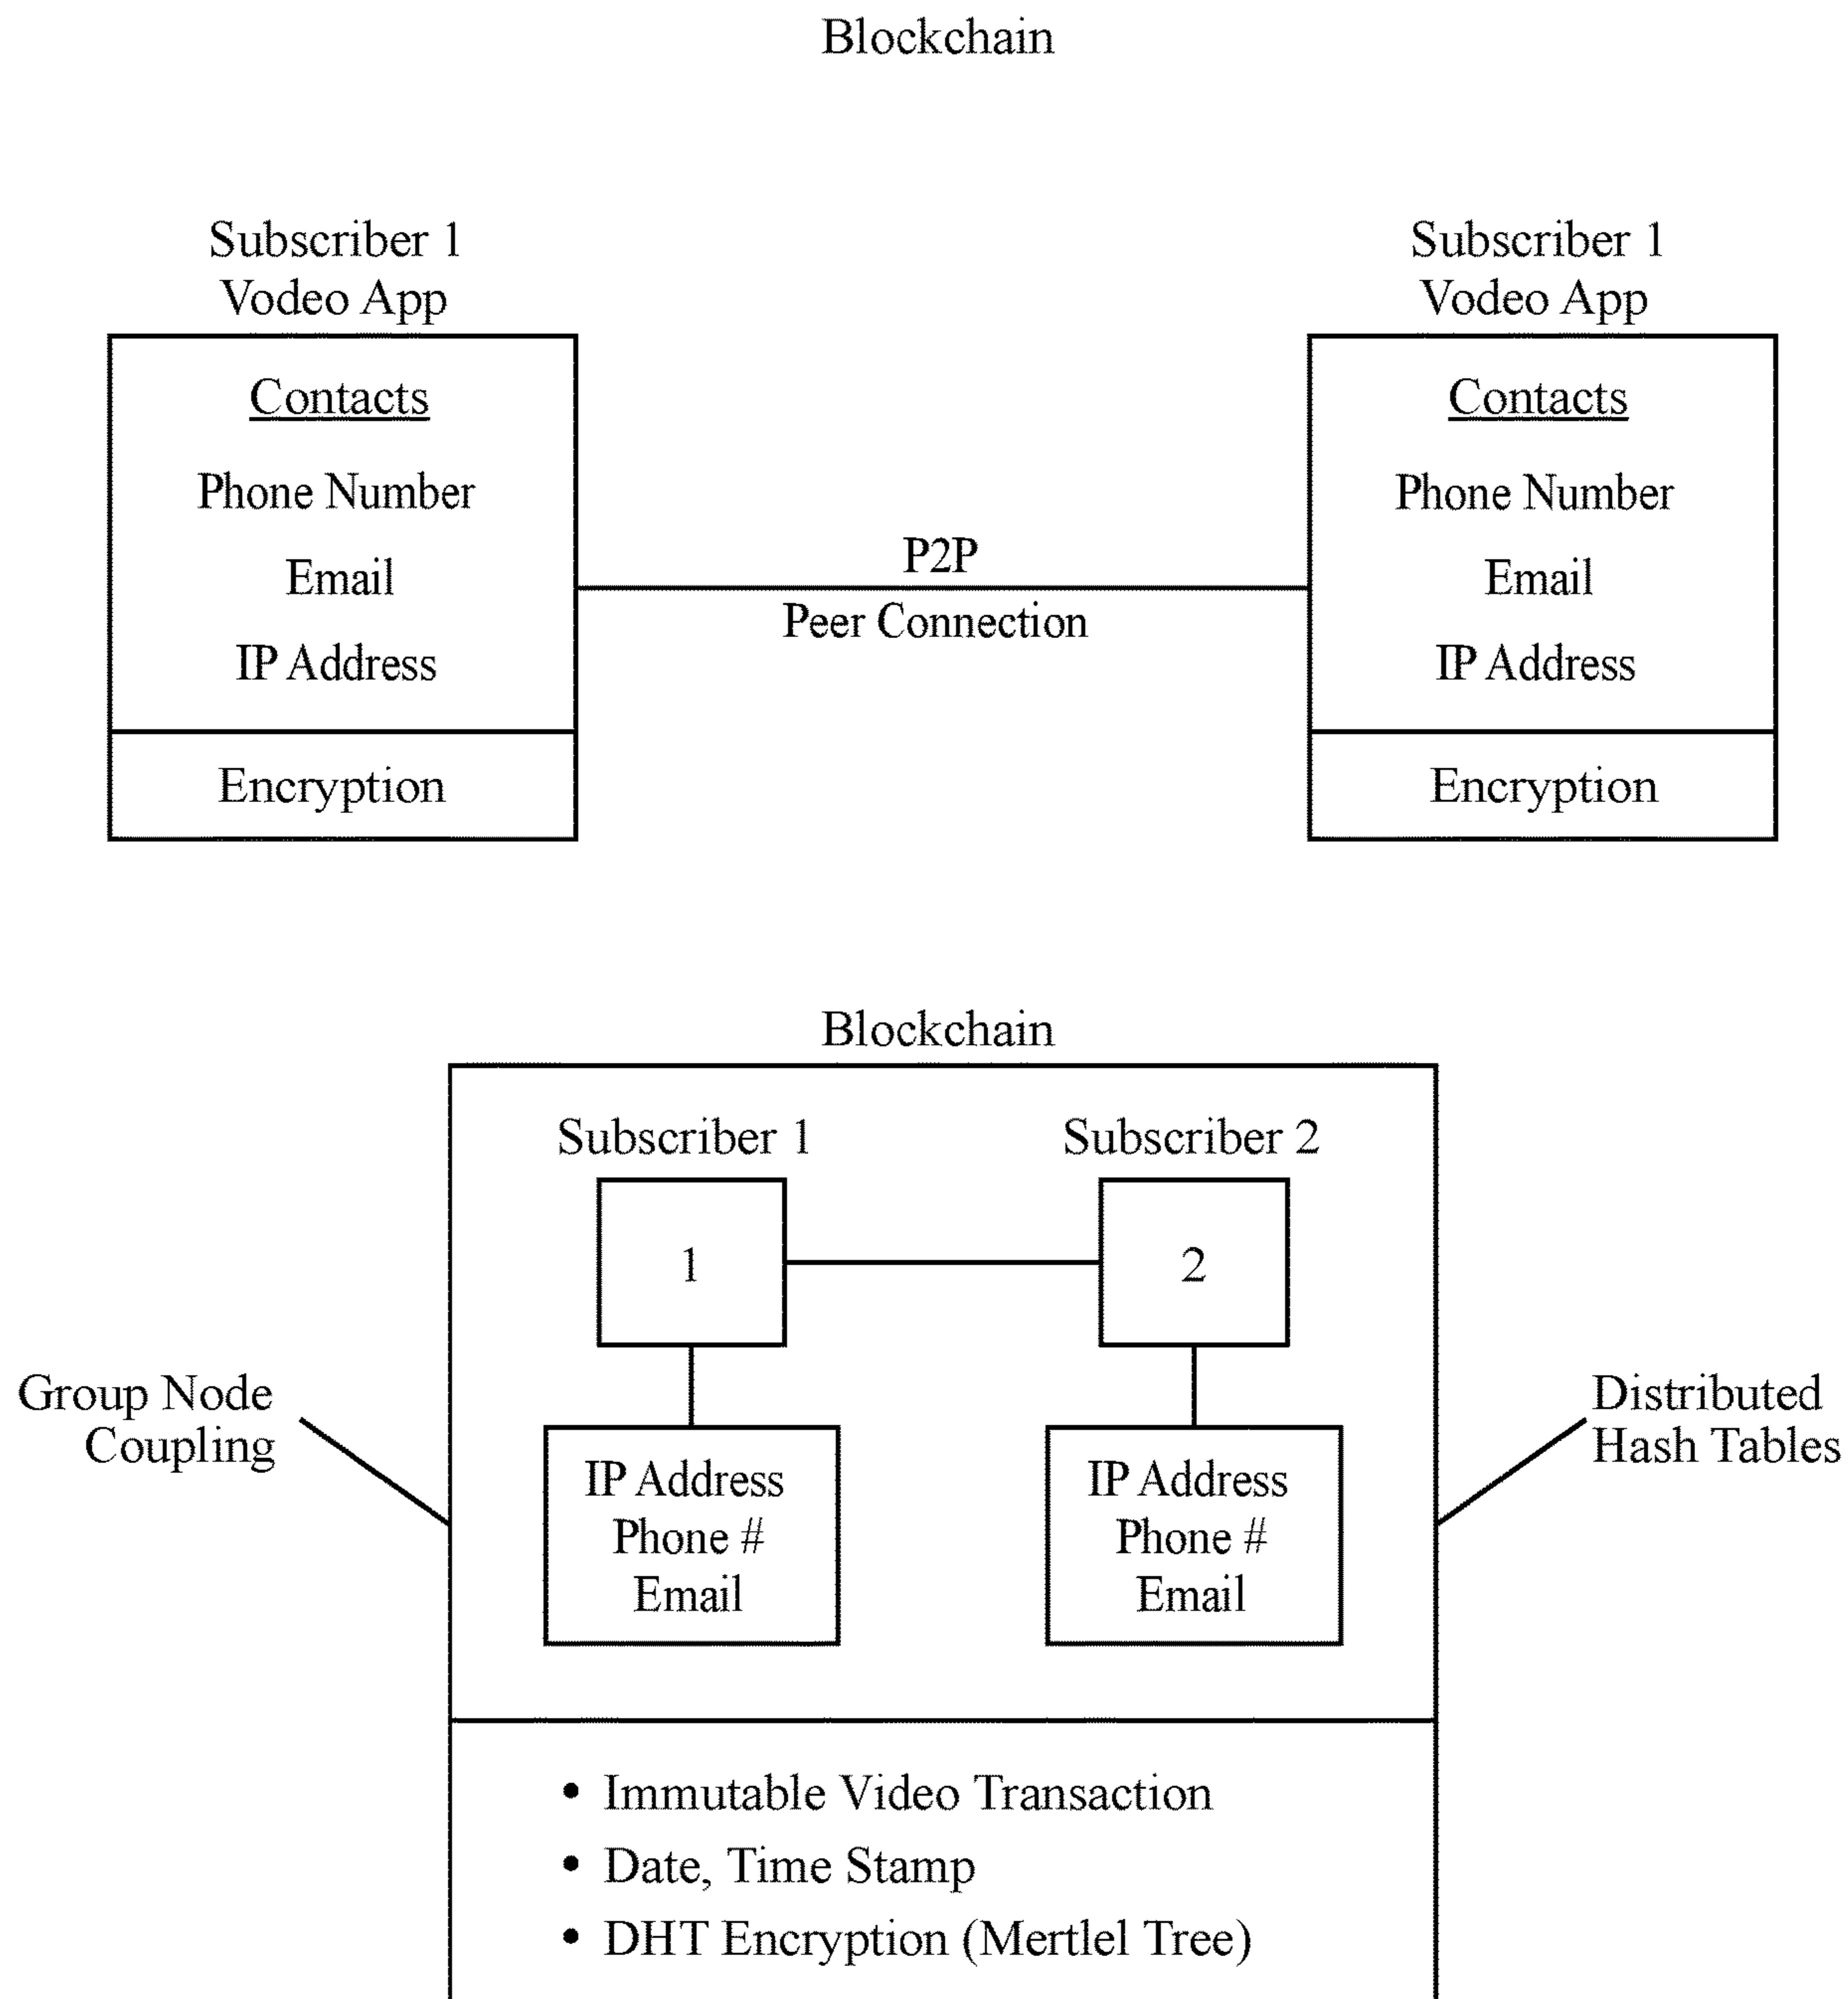 Blockchain
Subscriber 1
Vodeo App
Contacts
Phone Number
Email
IP Address
Encryption
P2P
Peer Connection
Subscriber 1
Vodeo App
Contacts
Phone Number
Email
IP Address
Encryption
Blockchain
Subscriber 1
1
IP Address
Phone #
Email
Subscriber 2
2
IP Address
Phone #
Email
Group Node
Coupling
Distributed
Hash Tables
• Immutable Video Transaction
• Date, Time Stamp
• DHT Encryption (Mertlel Tree)